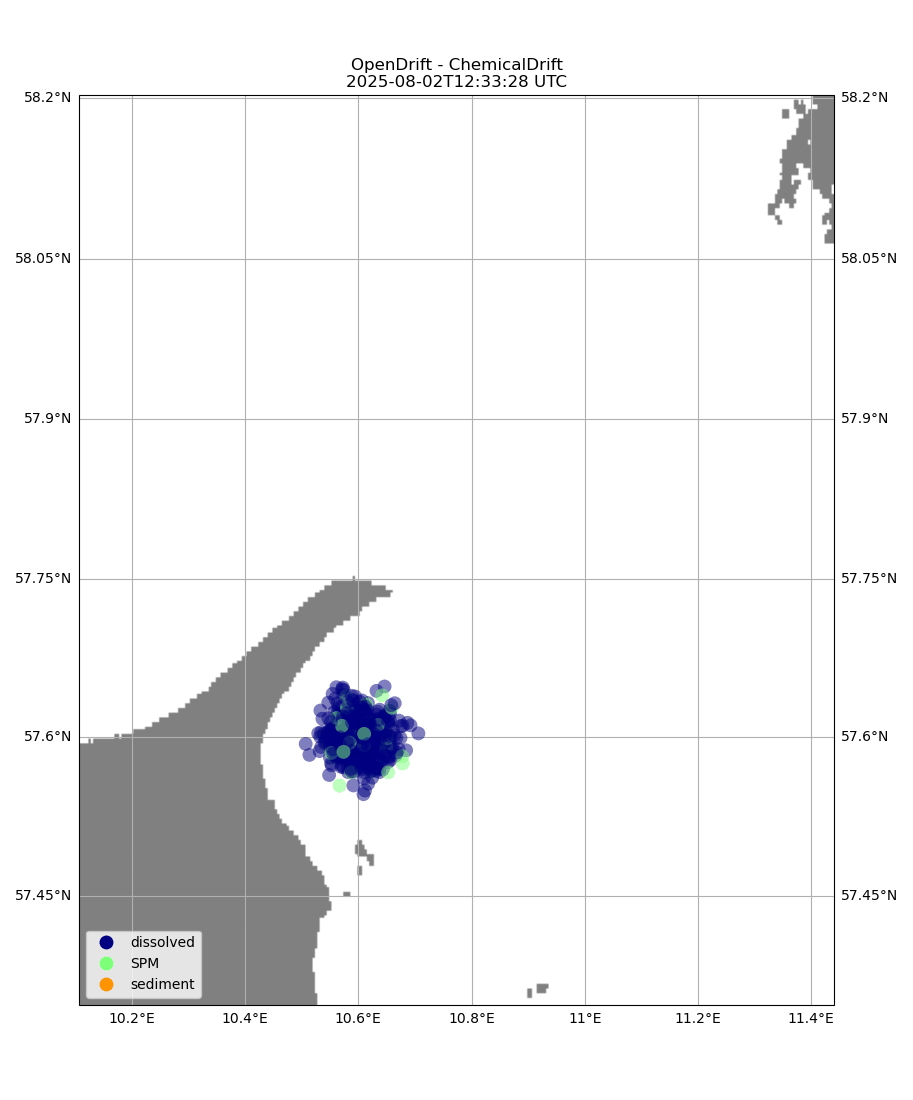 OpenDrift - ChemicalDrift
2025-08-02T12:33:28 UTC
58.2°N 58.2°N
58.05°N 58.05°N
57.9°N 57.9°N
57.75°N 57.75°N
57.6°N 57.6°N
57.45°N 57.45°N
dissolved
SPM
sediment
10.2°E 10.4°E 10.6°E 10.8°E 11°E 11.2°E 11.4°E